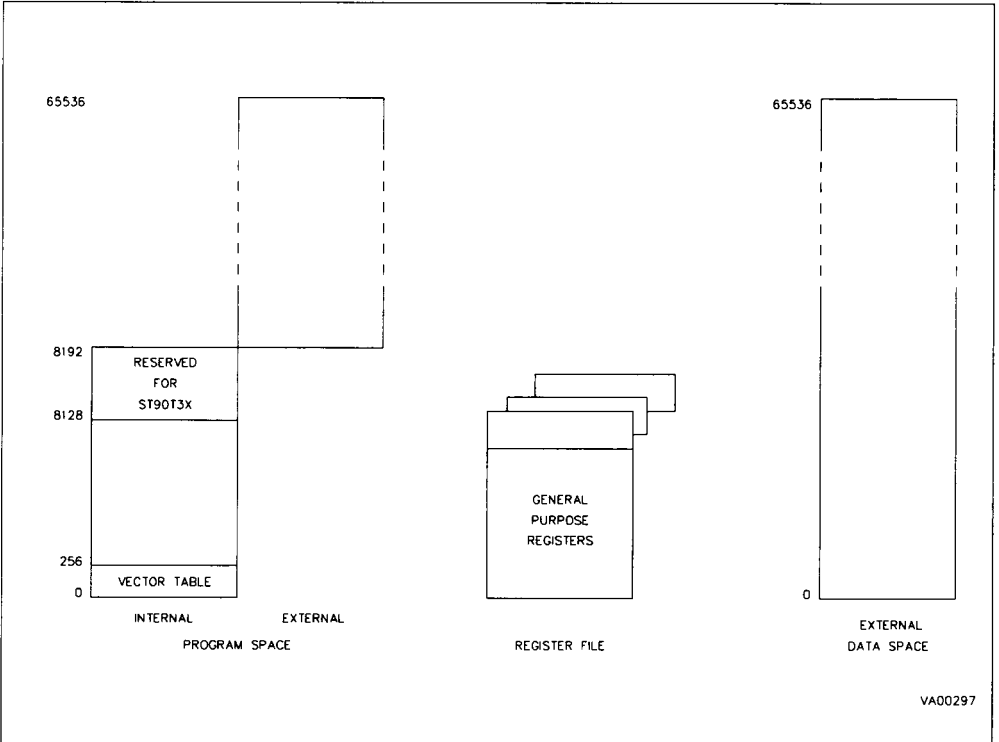 65536
65536
8192
RESERVED
FOR
ST90T3X
8128
GENERAL
PURPOSE
REGISTERS
256
VECTOR TABLE
0
0
INTERNAL
EXTERNAL
PROGRAM SPACE
REGISTER FILE
EXTERNAL
DATA SPACE
VA00297